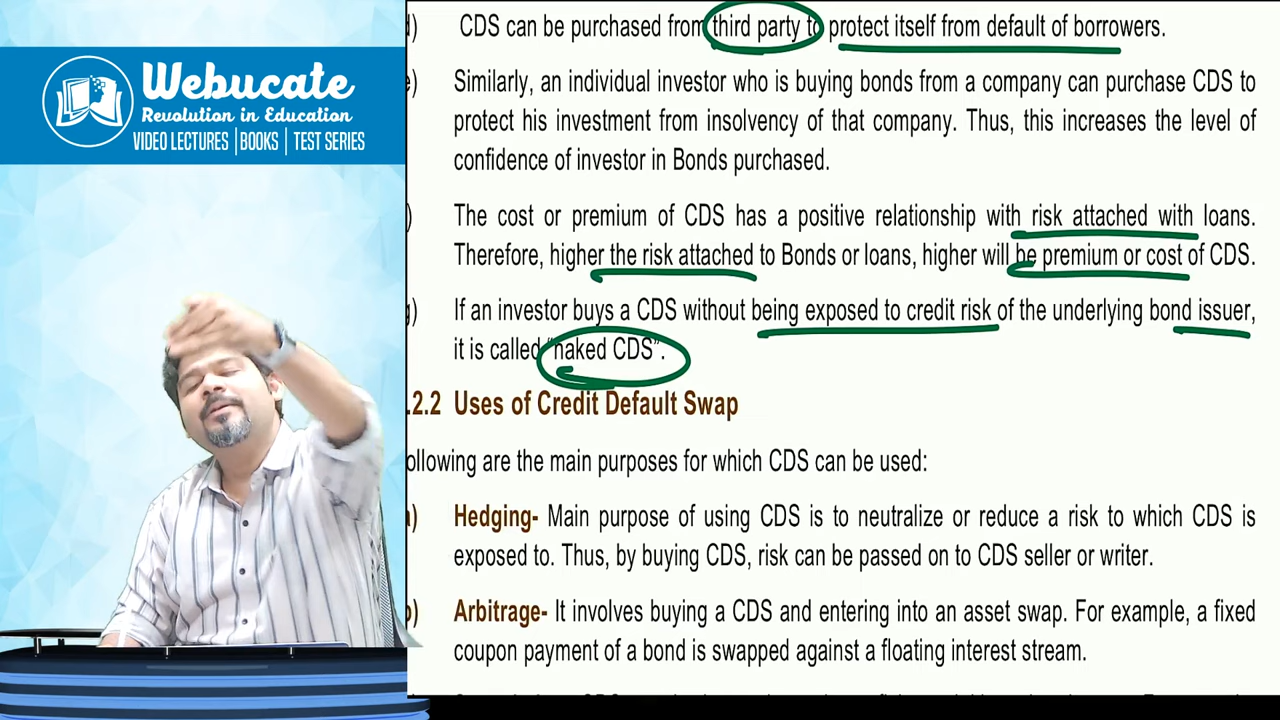 Webucate
Revolution in Education
VIDEO LECTURES | BOOKS | TEST SERIES
) CDS can be purchased from third party to protect itself from default of borrowers.
e) Similarly, an individual investor who is buying bonds from a company can purchase CDS to
protect his investment from insolvency of that company. Thus, this increases the level of
confidence of investor in Bonds purchased.
) The cost or premium of CDS has a positive relationship with risk attached with loans.
Therefore, higher the risk attached to Bonds or loans, higher will be premium or cost of CDS.
) If an investor buys a CDS without being exposed to credit risk of the underlying bond issuer,
it is called "naked CDS".
.2.2 Uses of Credit Default Swap
ollowing are the main purposes for which CDS can be used:
) Hedging- Main purpose of using CDS is to neutralize or reduce a risk to which CDS is
exposed to. Thus, by buying CDS, risk can be passed on to CDS seller or writer.
) Arbitrage- It involves buying a CDS and entering into an asset swap. For example, a fixed
coupon payment of a bond is swapped against a floating interest stream.